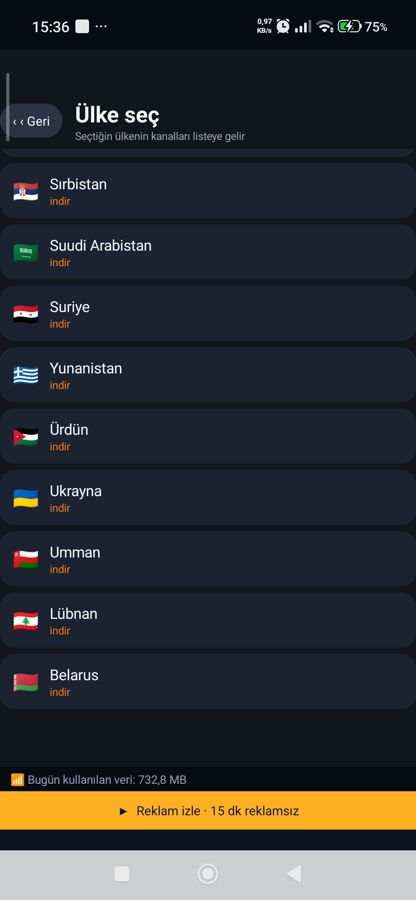 15:36 ...
0,97 KB/s 75%
‹ ‹ Geri
Ülke seç
Seçtiğin ülkenin kanalları listeye gelir
Sırbistan
indir
Suudi Arabistan
indir
Suriye
indir
Yunanistan
indir
Ürdün
indir
Ukrayna
indir
Umman
indir
Lübnan
indir
Belarus
indir
Bugün kullanılan veri: 732,8 MB
► Reklam izle · 15 dk reklamsız